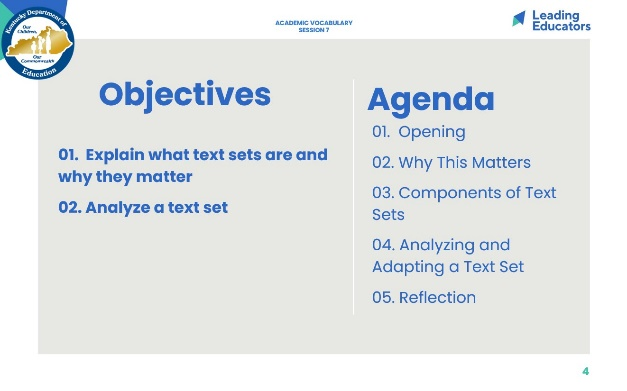 Kentucky Department of
Our
Children,
Our
Commonwealth
Education
ACADEMIC VOCABULARY
SESSION 7
Leading
Educators
Objectives
01. Explain what text sets are and
why they matter
02. Analyze a text set
Agenda
01. Opening
02. Why This Matters
03. Components of Text
Sets
04. Analyzing and
Adapting a Text Set
05. Reflection
4